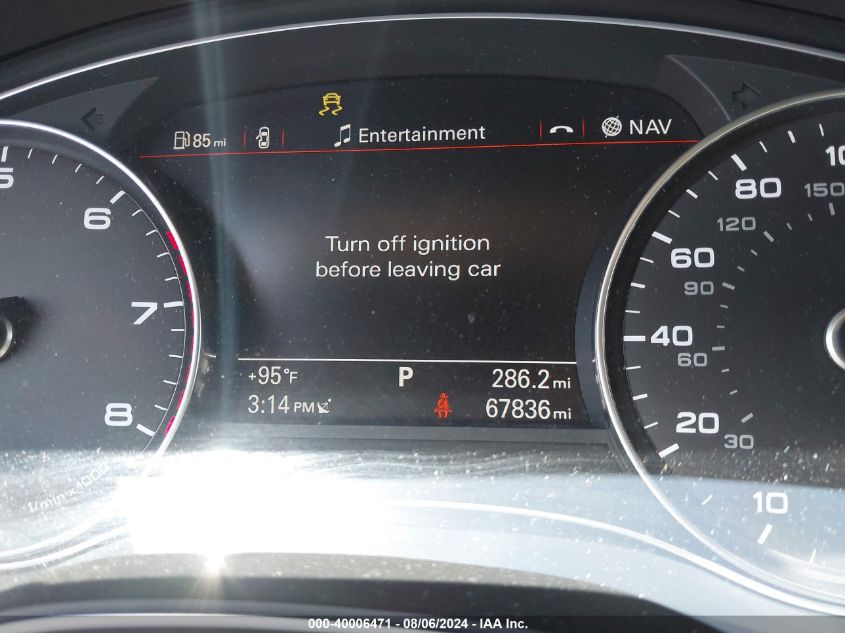 85 mi
Entertainment
NAV
Turn off ignition
before leaving car
+95°F
P
286.2 mi
3:14 PM
67836 mi
5
6
7
8
1/min x 1000
10
20
40
60
80
10
30
60
90
120
150
000-40006471 - 08/06/2024 - IAA Inc.